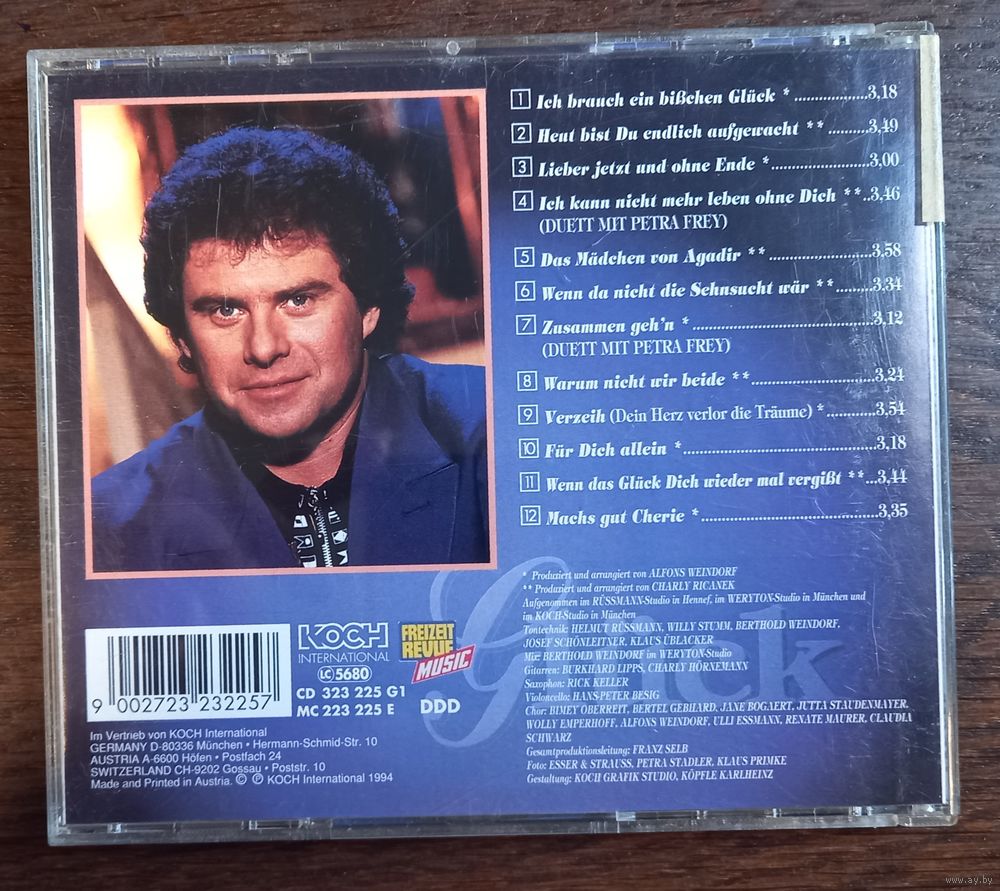 1 Ich brauch ein bißchen Glück * ..................3,18
2 Heut bist Du endlich aufgewacht ** ..........3,49
3 Lieber jetzt und ohne Ende * ........................3,00
4 Ich kann nicht mehr leben ohne Dich **..3,46
(DUETT MIT PETRA FREY)
5 Das Mädchen von Agadir ** .........................3,58
6 Wenn da nicht die Sehnsucht wär **.........3,34
7 Zusammen geh'n * ............................................3,12
(DUETT MIT PETRA FREY)
8 Warum nicht wir beide ** ..............................3,24
9 Verzeih (Dein Herz verlor die Träume) *............3,54
10 Für Dich allein * ...............................................3,18
11 Wenn das Glück Dich wieder mal vergißt **...3,44
12 Machs gut Cherie * ..........................................3,35
Glück
* Produziert und arrangiert von ALFONS WEINDORF
** Produziert und arrangiert von CHARLY RICANEK
Aufgenommen im RÜSSMANN-Studio in Hennef, im WERYTON-Studio in München und
im KOCH-Studio in München
Tontechnik: HELMUT RÜSSMANN, WILLY STUMM, BERTHOLD WEINDORF,
JOSEF SCHÖNLEITNER, KLAUS ÜBLACKER
Mix: BERTHOLD WEINDORF im WERYTON-Studio
Gitarren: BURKHARD LIPPS, CHARLY HÖRNEMANN
Saxophon: RICK KELLER
Violoncello: HANS-PETER BESIG
Chor: BIMEY OBERREIT, BERTEL GEBHARD, JANE BOGAERT, JUTTA STAUDENMAYER,
WOLLY EMPERHOFF, ALFONS WEINDORF, ULLI ESSMANN, RENATE MAURER, CLAUDIA
SCHWARZ
Gesamtproduktionsleitung: FRANZ SELB
Foto: ESSER & STRAUSS, PETRA STADLER, KLAUS PRIMKE
Gestaltung: KOCH GRAFIK STUDIO, KÖPFLE KARLHEINZ
9 002723 232257
KOCH
INTERNATIONAL
LC 5680
CD 323 225 G1
MC 223 225 E
FREIZEIT
REVUE
MUSIC
DDD
Im Vertrieb von KOCH International
GERMANY D-80336 München • Hermann-Schmid-Str. 10
AUSTRIA A-6600 Höfen • Postfach 24
SWITZERLAND CH-9202 Gossau • Poststr. 10
Made and Printed in Austria. © ℗ KOCH International 1994
www.ay.by